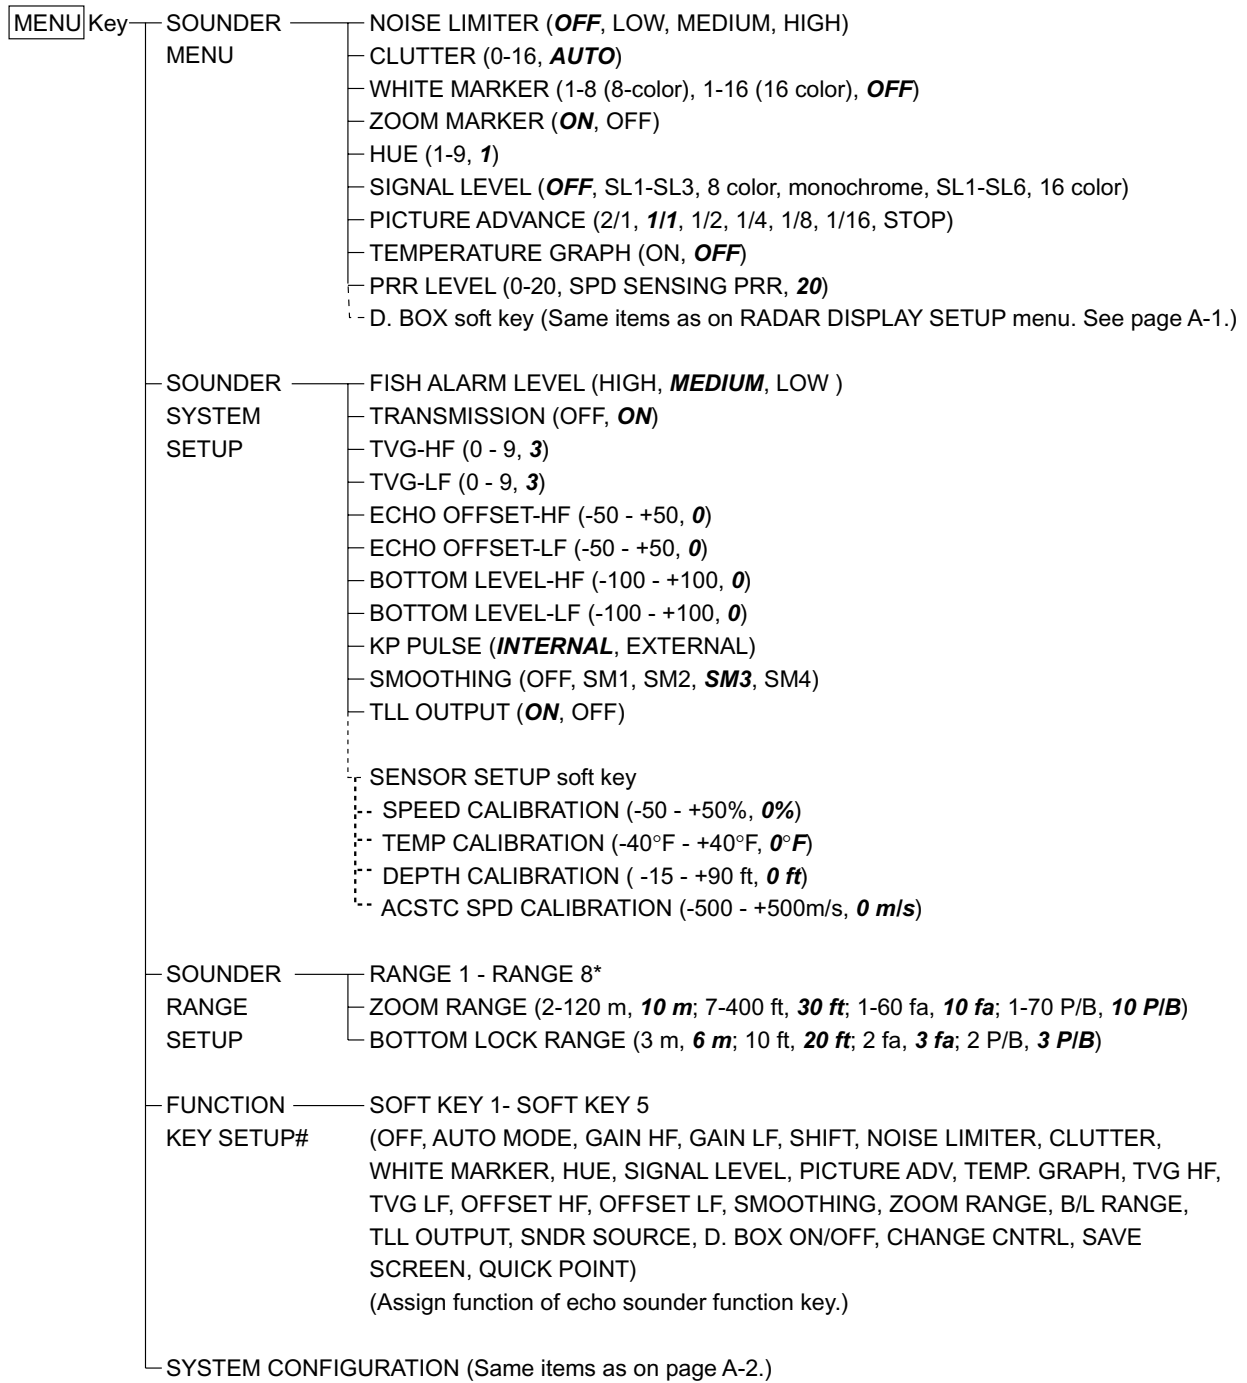 MENU Key SOUNDER NOISE LIMITER (OFF, LOW, MEDIUM, HIGH)
MENU CLUTTER (0-16, AUTO)
WHITE MARKER (1-8 (8-color), 1-16 (16 color), OFF)
ZOOM MARKER (ON, OFF)
HUE (1-9, 1)
SIGNAL LEVEL (OFF, SL1-SL3, 8 color, monochrome, SL1-SL6, 16 color)
PICTURE ADVANCE (2/1, 1/1, 1/2, 1/4, 1/8, 1/16, STOP)
TEMPERATURE GRAPH (ON, OFF)
PRR LEVEL (0-20, SPD SENSING PRR, 20)
D. BOX soft key (Same items as on RADAR DISPLAY SETUP menu. See page A-1.)
SOUNDER FISH ALARM LEVEL (HIGH, MEDIUM, LOW )
SYSTEM TRANSMISSION (OFF, ON)
SETUP TVG-HF (0 - 9, 3)
TVG-LF (0 - 9, 3)
ECHO OFFSET-HF (-50 - +50, 0)
ECHO OFFSET-LF (-50 - +50, 0)
BOTTOM LEVEL-HF (-100 - +100, 0)
BOTTOM LEVEL-LF (-100 - +100, 0)
KP PULSE (INTERNAL, EXTERNAL)
SMOOTHING (OFF, SM1, SM2, SM3, SM4)
TLL OUTPUT (ON, OFF)
SENSOR SETUP soft key
SPEED CALIBRATION (-50 - +50%, 0%)
TEMP CALIBRATION (-40°F - +40°F, 0°F)
DEPTH CALIBRATION ( -15 - +90 ft, 0 ft)
ACSTC SPD CALIBRATION (-500 - +500m/s, 0 m/s)
SOUNDER RANGE 1 - RANGE 8*
RANGE ZOOM RANGE (2-120 m, 10 m; 7-400 ft, 30 ft; 1-60 fa, 10 fa; 1-70 P/B, 10 P/B)
SETUP BOTTOM LOCK RANGE (3 m, 6 m; 10 ft, 20 ft; 2 fa, 3 fa; 2 P/B, 3 P/B)
FUNCTION SOFT KEY 1- SOFT KEY 5
KEY SETUP# (OFF, AUTO MODE, GAIN HF, GAIN LF, SHIFT, NOISE LIMITER, CLUTTER,
WHITE MARKER, HUE, SIGNAL LEVEL, PICTURE ADV, TEMP. GRAPH, TVG HF,
TVG LF, OFFSET HF, OFFSET LF, SMOOTHING, ZOOM RANGE, B/L RANGE,
TLL OUTPUT, SNDR SOURCE, D. BOX ON/OFF, CHANGE CNTRL, SAVE
SCREEN, QUICK POINT)
(Assign function of echo sounder function key.)
SYSTEM CONFIGURATION (Same items as on page A-2.)